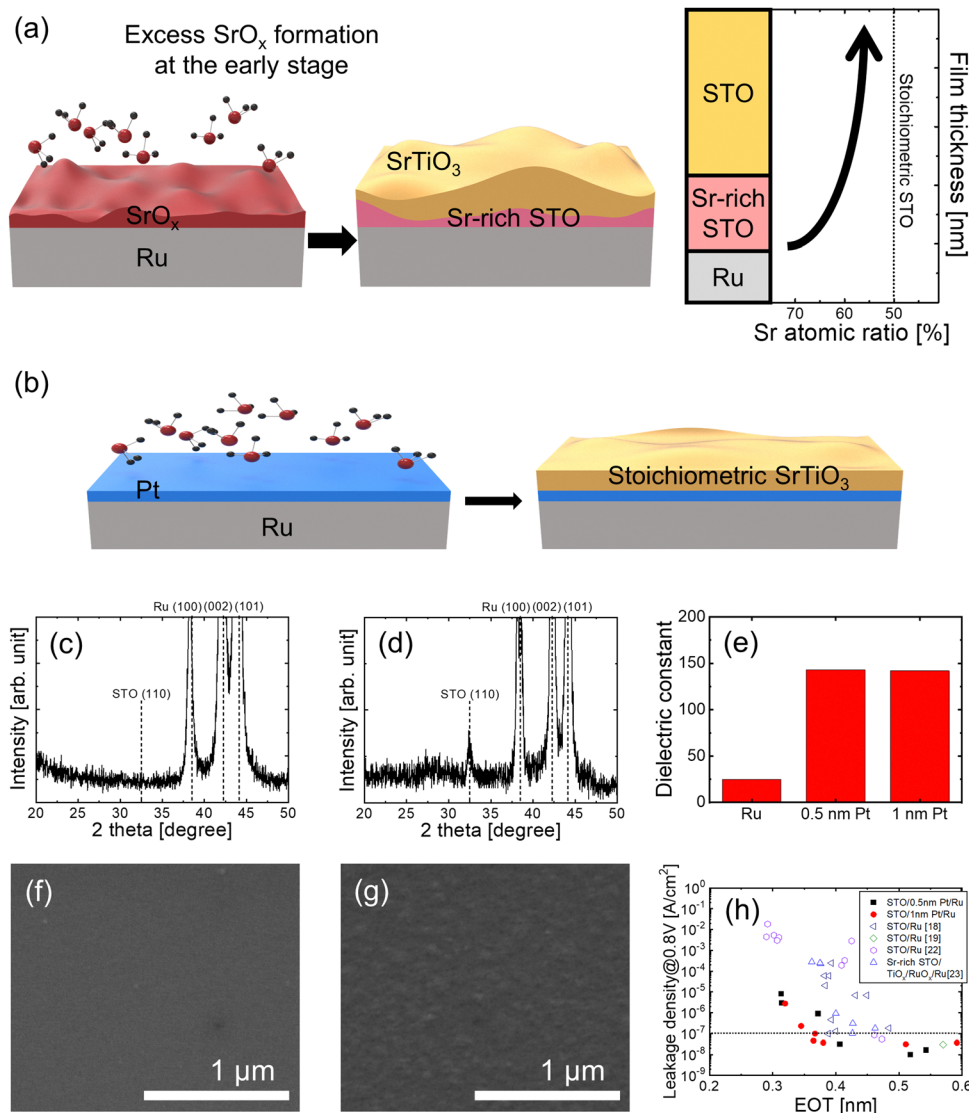 (a)
Excess SrOₓ formation
at the early stage
SrOₓ
Ru
SrTiO₃
Sr-rich STO
STO
Sr-rich
STO
Ru
Stoichiometric STO
Film thickness [nm]
70 60 50
Sr atomic ratio [%]
(b)
Pt
Ru
Stoichiometric SrTiO₃
(c)
Ru (100) (002) (101)
STO (110)
Intensity [arb. unit]
20 25 30 35 40 45 50
2 theta [degree]
(d)
Ru (100) (002) (101)
STO (110)
Intensity [arb. unit]
20 25 30 35 40 45 50
2 theta [degree]
(e)
Dielectric constant
200
150
100
50
0
Ru 0.5 nm Pt 1 nm Pt
(f)
1 μm
(g)
1 μm
(h)
Leakage density@0.8V [A/cm²]
10⁰
10⁻¹
10⁻²
10⁻³
10⁻⁴
10⁻⁵
10⁻⁶
10⁻⁷
10⁻⁸
10⁻⁹
STO/0.5nm Pt/Ru
STO/1nm Pt/Ru
STO/Ru [18]
STO/Ru [19]
STO/Ru [22]
Sr-rich STO/
TiOₓ/RuOₓ/Ru[23]
0.2 0.3 0.4 0.5 0.6
EOT [nm]